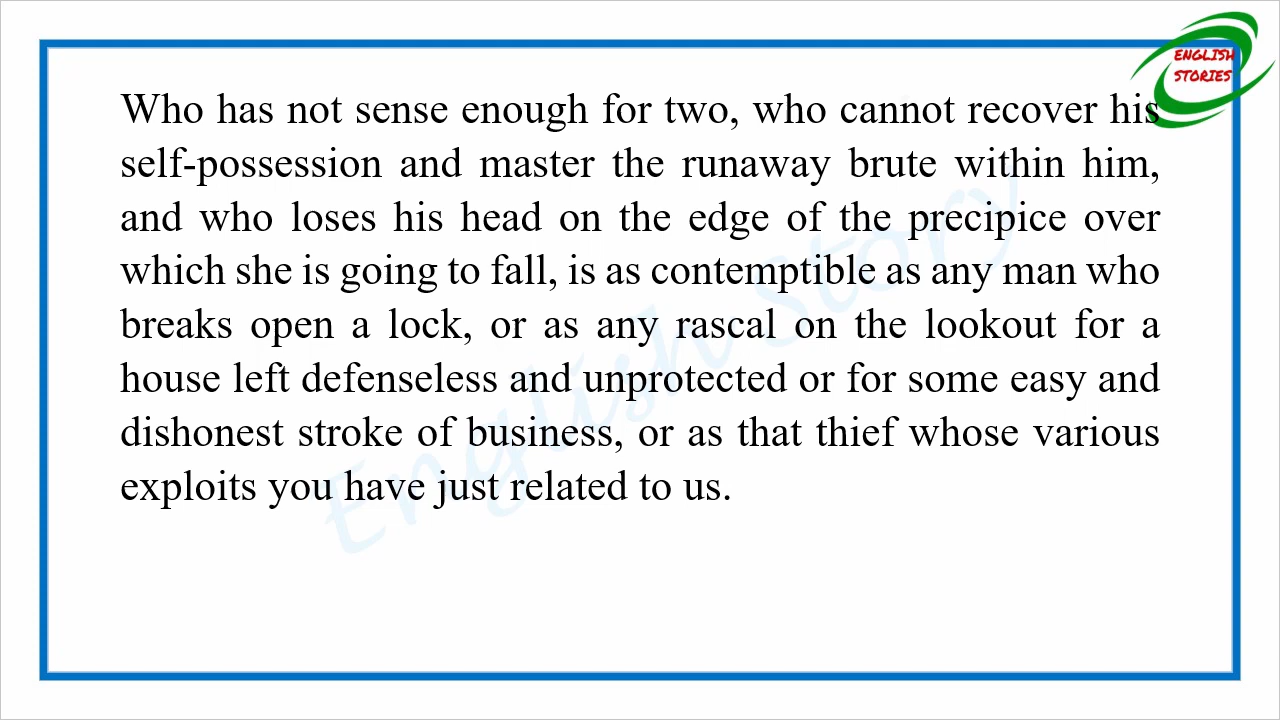 ENGLISH
STORIES
Who has not sense enough for two, who cannot recover his
self-possession and master the runaway brute within him,
and who loses his head on the edge of the precipice over
which she is going to fall, is as contemptible as any man who
breaks open a lock, or as any rascal on the lookout for a
house left defenseless and unprotected or for some easy and
dishonest stroke of business, or as that thief whose various
exploits you have just related to us.
English Story